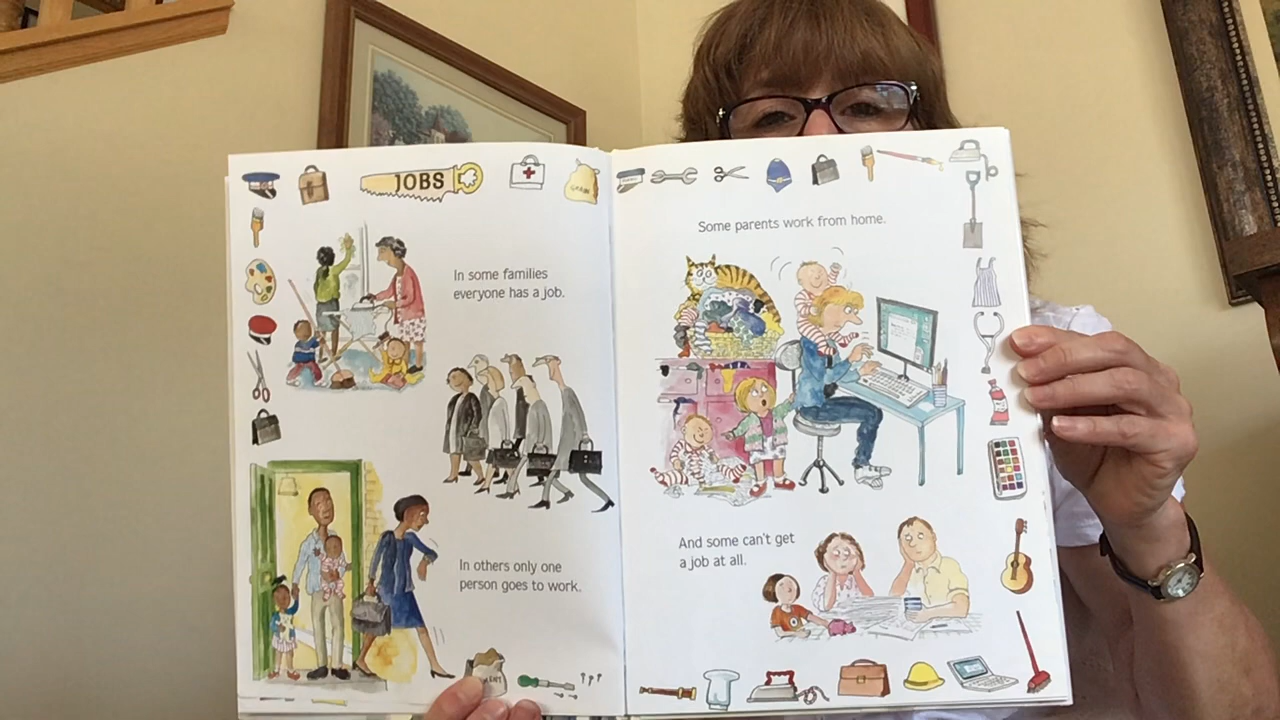 JOBS
In some families
everyone has a job.
In others only one
person goes to work.
Some parents work from home.
And some can't get
a job at all.